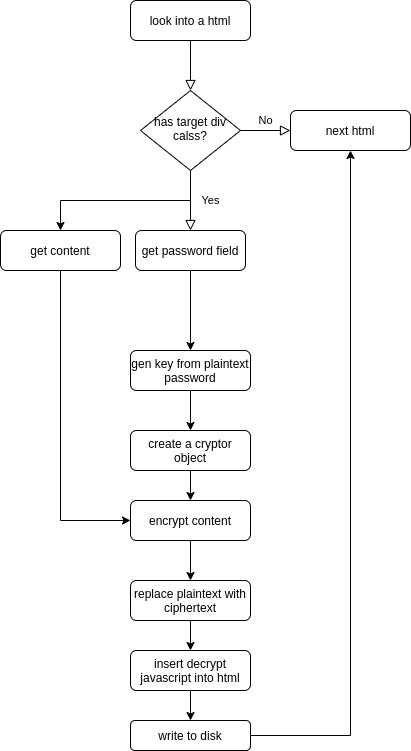 look into a html
has target div
calss?
No
next html
Yes
get content
get password field
gen key from plaintext
password
create a cryptor
object
encrypt content
replace plaintext with
ciphertext
insert decrypt
javascript into html
write to disk